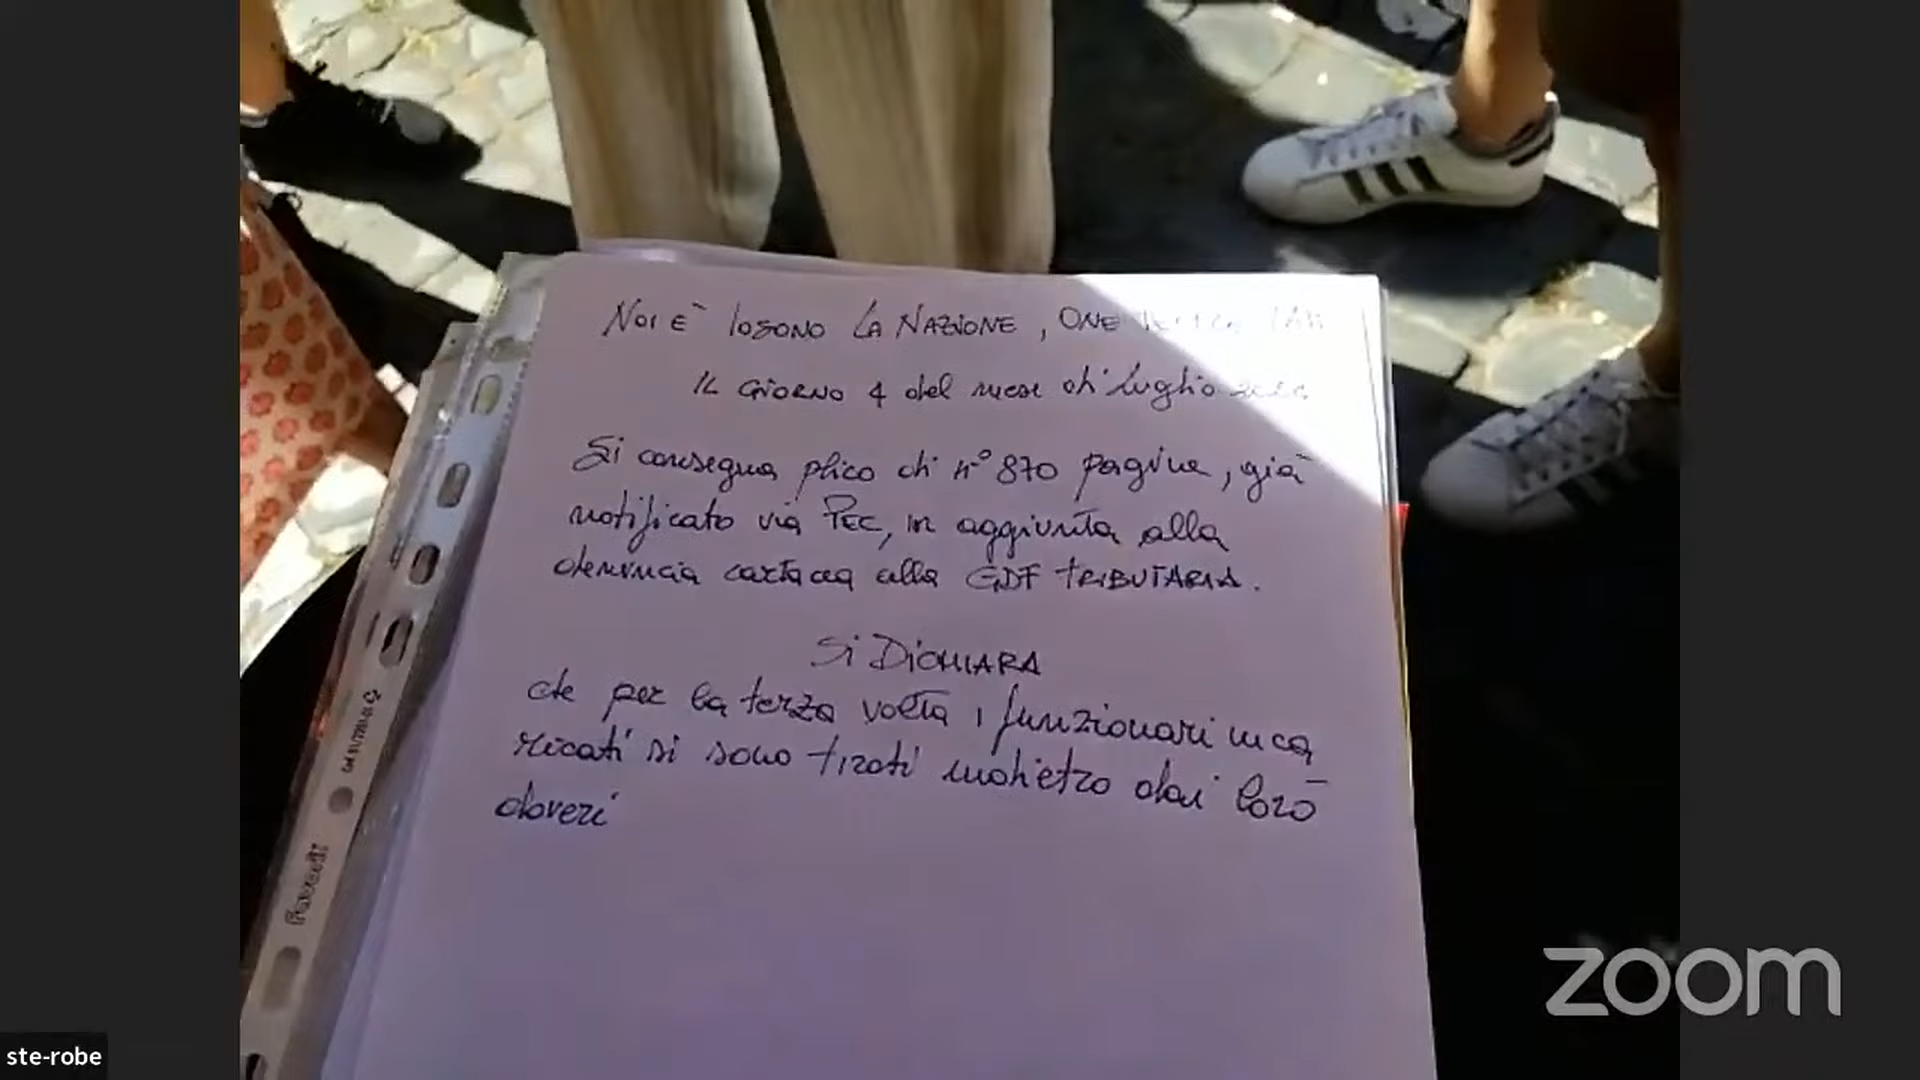 NOI È IOSONO LA NAZIONE, ONE
IL GIORNO 4 del mese di luglio
Si consegna plico di n° 870 pagine, già
notificato via PEC, in aggiunta alla
denuncia cartacea alla GDF TRIBUTARIA.
Si DICHIARA
che per la terza volta i funzionari inca
ricati si sono tirati indietro dai loro
doveri
Favorit
zoom
ste-robe